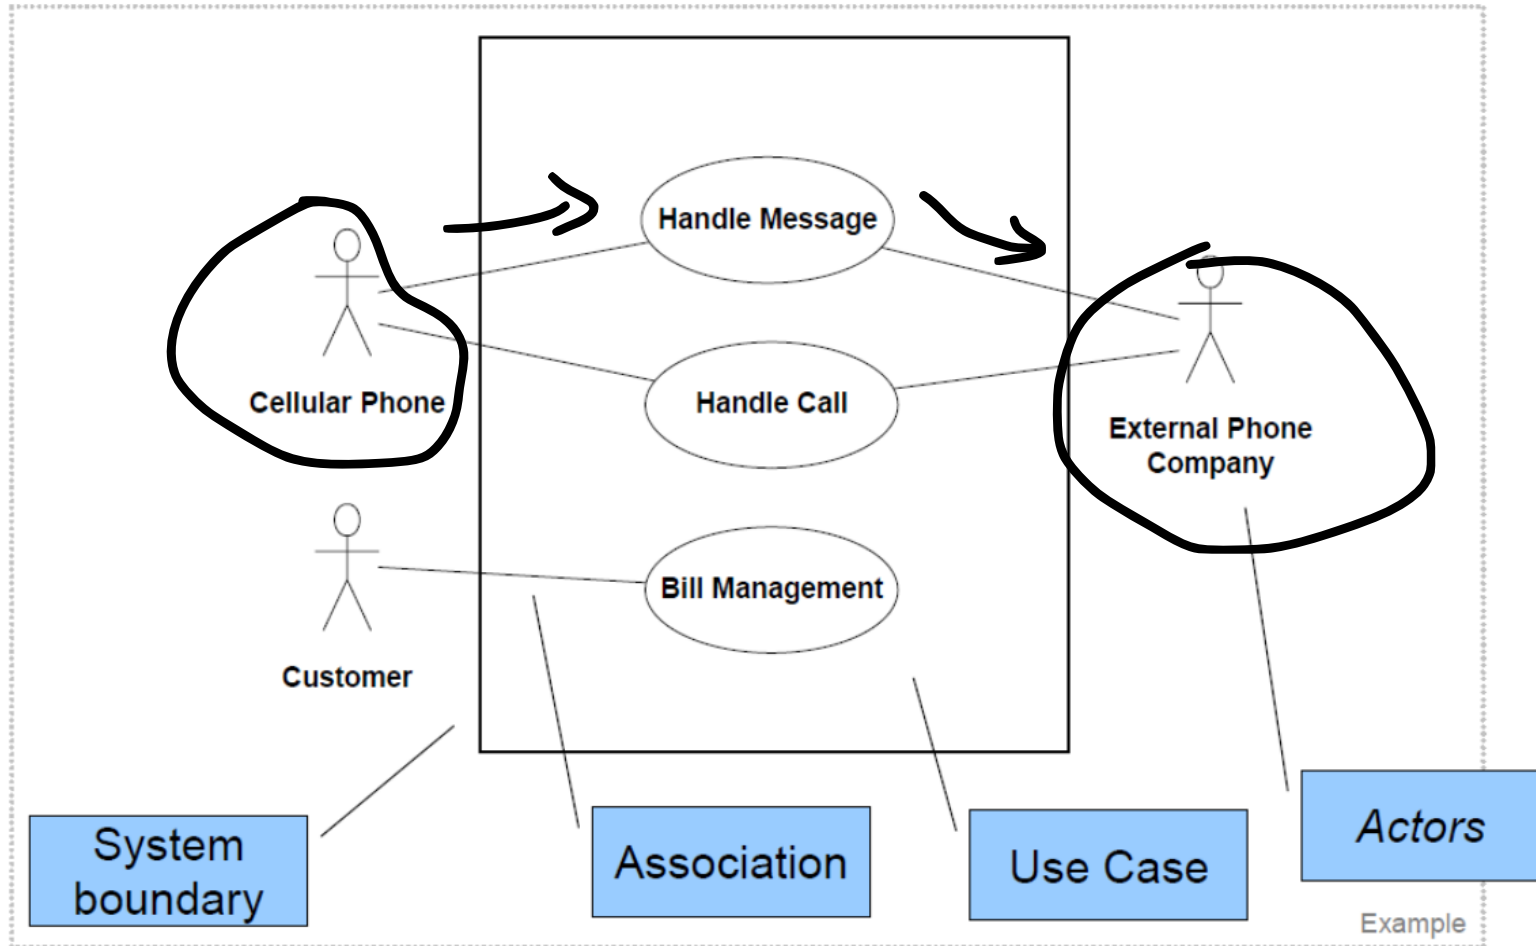 Handle Message
Cellular Phone
Handle Call
External Phone
Company
Bill Management
Customer
System
boundary
Association
Use Case
Actors
Example